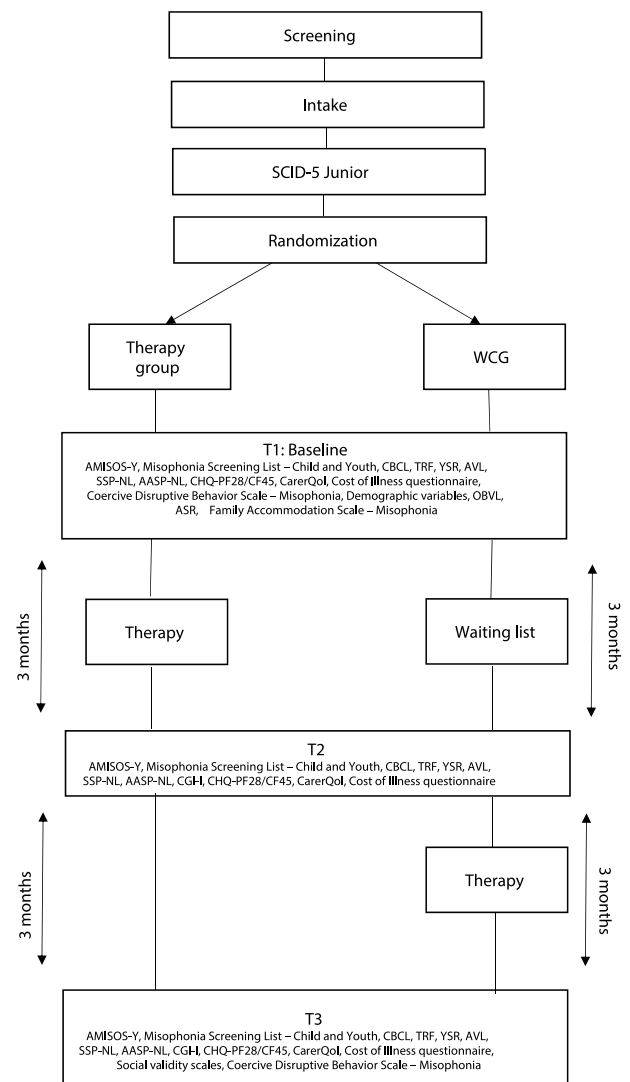 Screening
Intake
SCID-5 Junior
Randomization
Therapy
group
WCG
T1: Baseline
AMISOS-Y, Misophonia Screening List – Child and Youth, CBCL, TRF, YSR, AVL,
SSP-NL, AASP-NL, CHQ-PF28/CF45, CarerQol, Cost of Illness questionnaire,
Coercive Disruptive Behavior Scale – Misophonia, Demographic variables, OBVL,
ASR, Family Accommodation Scale – Misophonia
3 months
Therapy
Waiting list
3 months
T2
AMISOS-Y, Misophonia Screening List – Child and Youth, CBCL, TRF, YSR, AVL,
SSP-NL, AASP-NL, CGI-I, CHQ-PF28/CF45, CarerQol, Cost of Illness questionnaire
3 months
Therapy
3 months
T3
AMISOS-Y, Misophonia Screening List – Child and Youth, CBCL, TRF, YSR, AVL,
SSP-NL, AASP-NL, CGI-I, CHQ-PF28/CF45, CarerQol, Cost of Illness questionnaire,
Social validity scales, Coercive Disruptive Behavior Scale – Misophonia